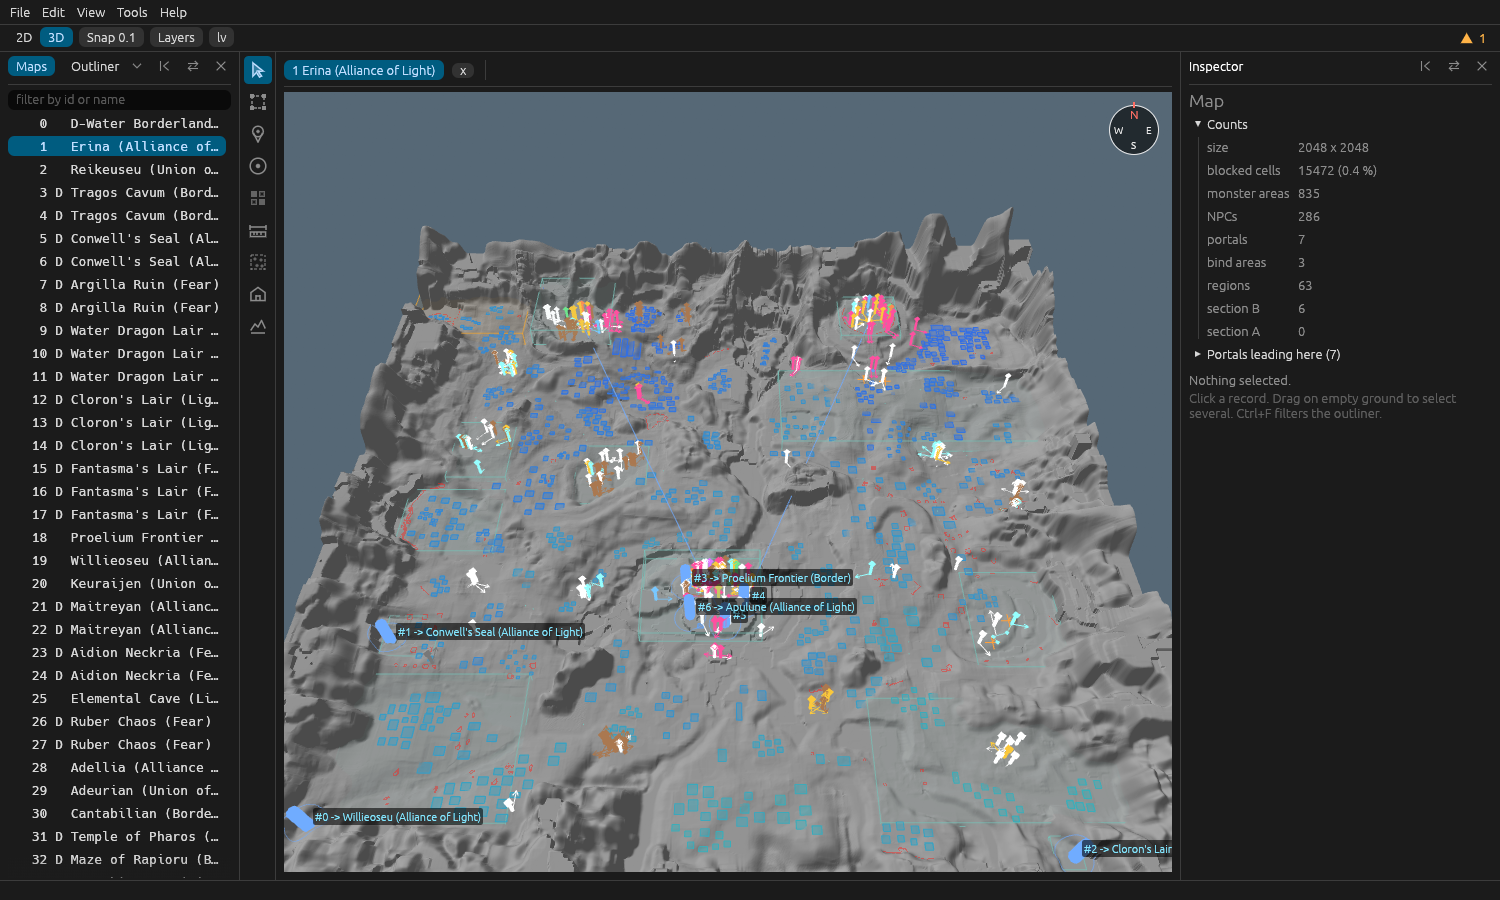 File Edit View Tools Help
2D 3D Snap 0.1 Layers lv 1
Maps Outliner
filter by id or name
0 D-Water Borderland…
1 Erina (Alliance of…
2 Reikeuseu (Union o…
3 D Tragos Cavum (Bord…
4 D Tragos Cavum (Bord…
5 D Conwell's Seal (Al…
6 D Conwell's Seal (Al…
7 D Argilla Ruin (Fear)
8 D Argilla Ruin (Fear)
9 D Water Dragon Lair …
10 D Water Dragon Lair …
11 D Water Dragon Lair …
12 D Cloron's Lair (Lig…
13 D Cloron's Lair (Lig…
14 D Cloron's Lair (Lig…
15 D Fantasma's Lair (F…
16 D Fantasma's Lair (F…
17 D Fantasma's Lair (F…
18 Proelium Frontier …
19 Willieoseu (Allian…
20 Keuraijen (Union o…
21 D Maitreyan (Allianc…
22 D Maitreyan (Allianc…
23 D Aidion Neckria (Fe…
24 D Aidion Neckria (Fe…
25 Elemental Cave (Li…
26 D Ruber Chaos (Fear)
27 D Ruber Chaos (Fear)
28 Adellia (Alliance …
29 Adeurian (Union of…
30 Cantabilian (Borde…
31 D Temple of Pharos (…
32 D Maze of Rapioru (B…
1 Erina (Alliance of Light) x
N
W E
S
#3 -> Proelium Frontier (Border)
#4
#6 -> Apulune (Alliance of Light)
#5
#1 -> Conwell's Seal (Alliance of Light)
#0 -> Willieoseu (Alliance of Light)
#2 -> Cloron's Lair
Inspector
Map
Counts
size 2048 x 2048
blocked cells 15472 (0.4 %)
monster areas 835
NPCs 286
portals 7
bind areas 3
regions 63
section B 6
section A 0
Portals leading here (7)
Nothing selected.
Click a record. Drag on empty ground to select
several. Ctrl+F filters the outliner.